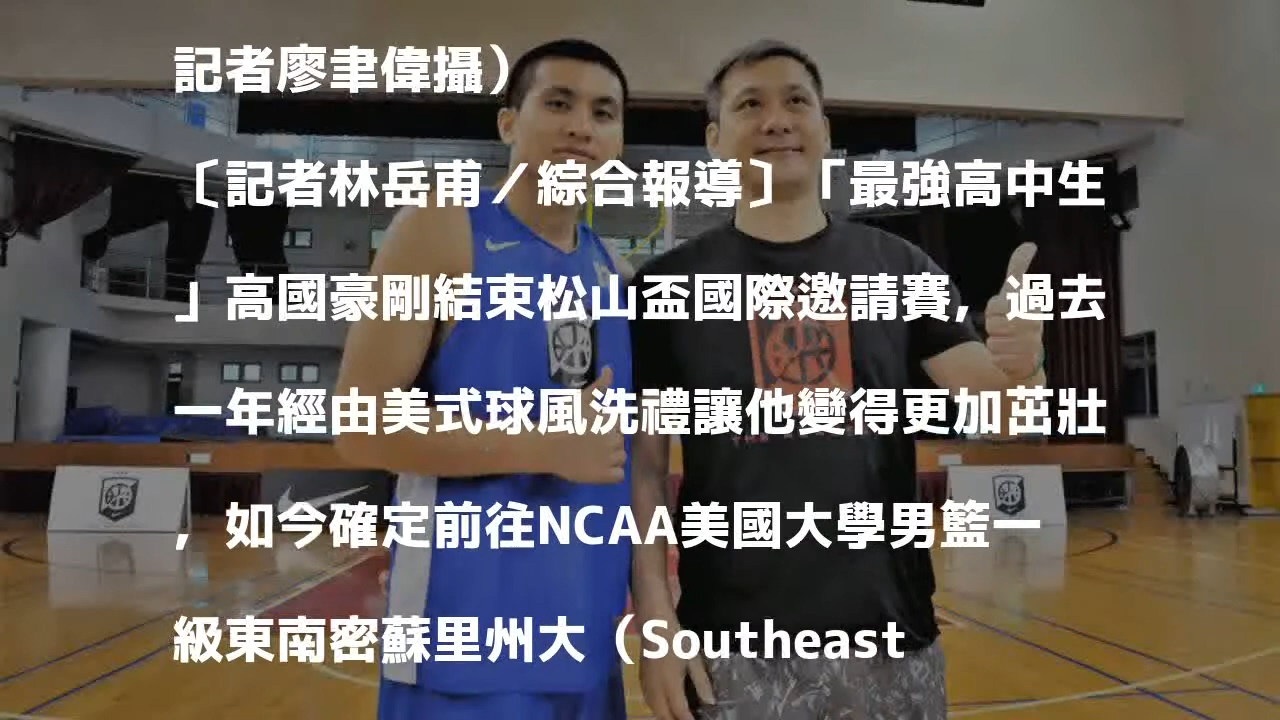 記者廖聿偉攝）
〔記者林岳甫／綜合報導〕「最強高中生
」高國豪剛結束松山盃國際邀請賽，過去
一年經由美式球風洗禮讓他變得更加茁壯
，如今確定前往NCAA美國大學男籃一
級東南密蘇里州大（Southeast